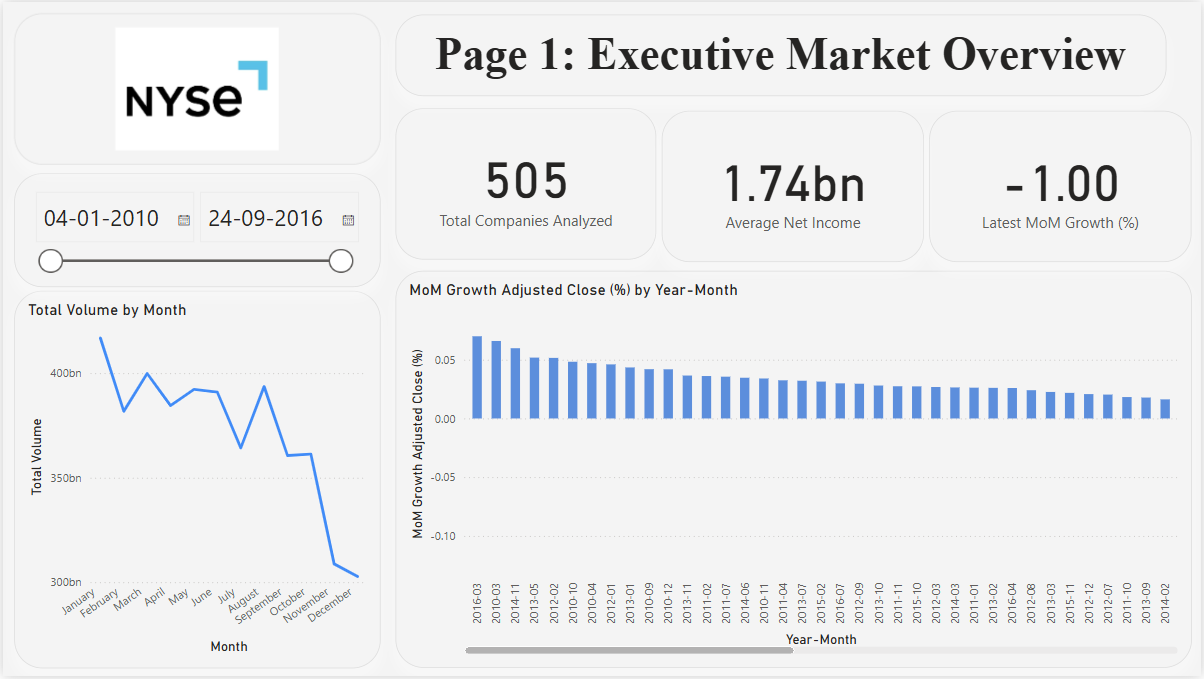 NYSE
Page 1: Executive Market Overview
505
Total Companies Analyzed
1.74bn
Average Net Income
-1.00
Latest MoM Growth (%)
04-01-2010
24-09-2016
Total Volume by Month
Total Volume
400bn
350bn
300bn
January
February
March
April
May
June
July
August
September
October
November
December
Month
MoM Growth Adjusted Close (%) by Year-Month
MoM Growth Adjusted Close (%)
0.05
0.00
-0.05
-0.10
2016-03
2010-03
2014-11
2013-05
2012-02
2010-10
2010-04
2012-01
2013-01
2010-09
2010-12
2013-11
2011-02
2011-07
2014-06
2010-11
2011-04
2013-07
2015-02
2016-07
2012-09
2013-10
2011-11
2015-10
2012-03
2014-03
2011-01
2013-02
2016-04
2012-08
2013-03
2015-11
2012-12
2012-07
2011-10
2013-09
2014-02
Year-Month